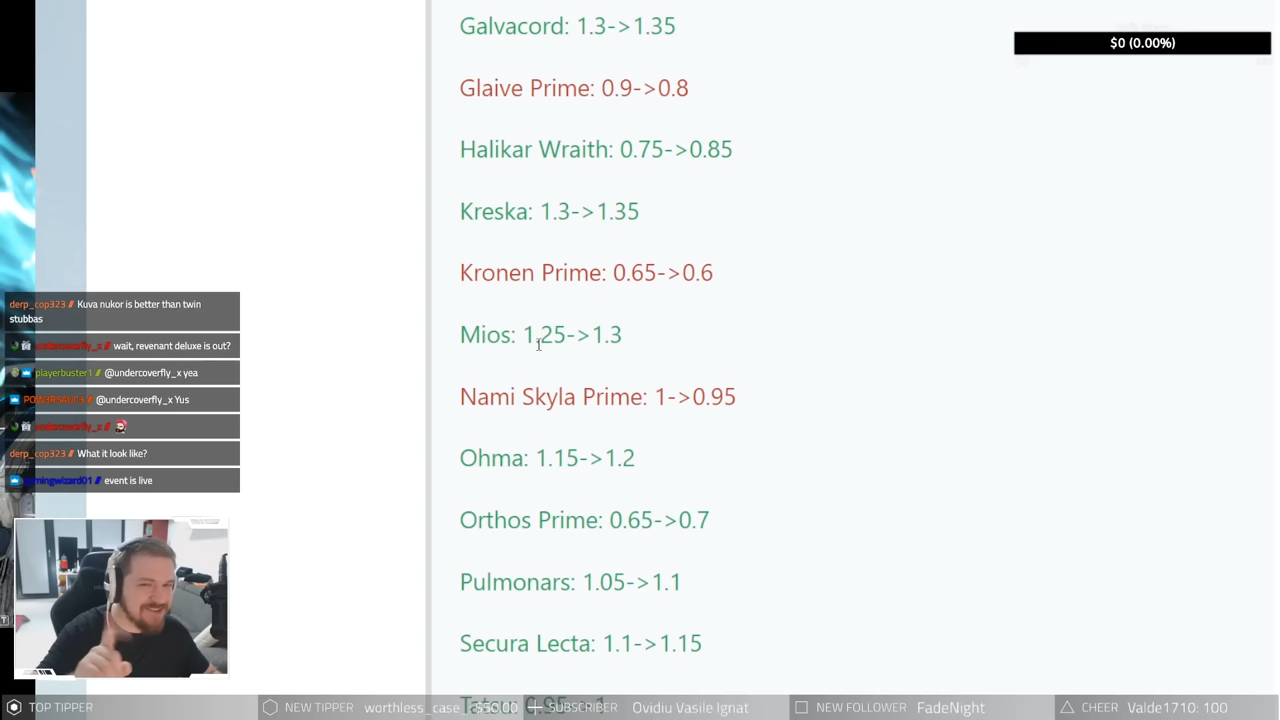 Galvacord: 1.3->1.35
$0 (0.00%)
Glaive Prime: 0.9->0.8
Halikar Wraith: 0.75->0.85
Kreska: 1.3->1.35
Kronen Prime: 0.65->0.6
Mios: 1.25->1.3
Nami Skyla Prime: 1->0.95
Ohma: 1.15->1.2
Orthos Prime: 0.65->0.7
Pulmonars: 1.05->1.1
Secura Lecta: 1.1->1.15
derp_cop323 // Kuva nukor is better than twin
stubbas
undercoverfly_x // wait, revenant deluxe is out?
playerbuster1 // @undercoverfly_x yea
@undercoverfly_x Yus
undercoverfly_x //
derp_cop323 // What it look like?
event is live
TOP TIPPER
NEW TIPPER worthless_case $50.00
SUBSCRIBER Ovidiu Vasile Ignat
NEW FOLLOWER FadeNight
CHEER Valde1710: 100